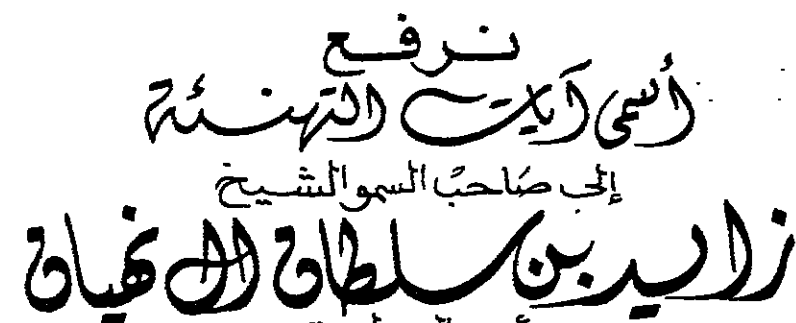 نرفع
أسمى آيات التهنئة
إلى صاحب السمو الشيخ
زايد بن سلطان آل نهيان